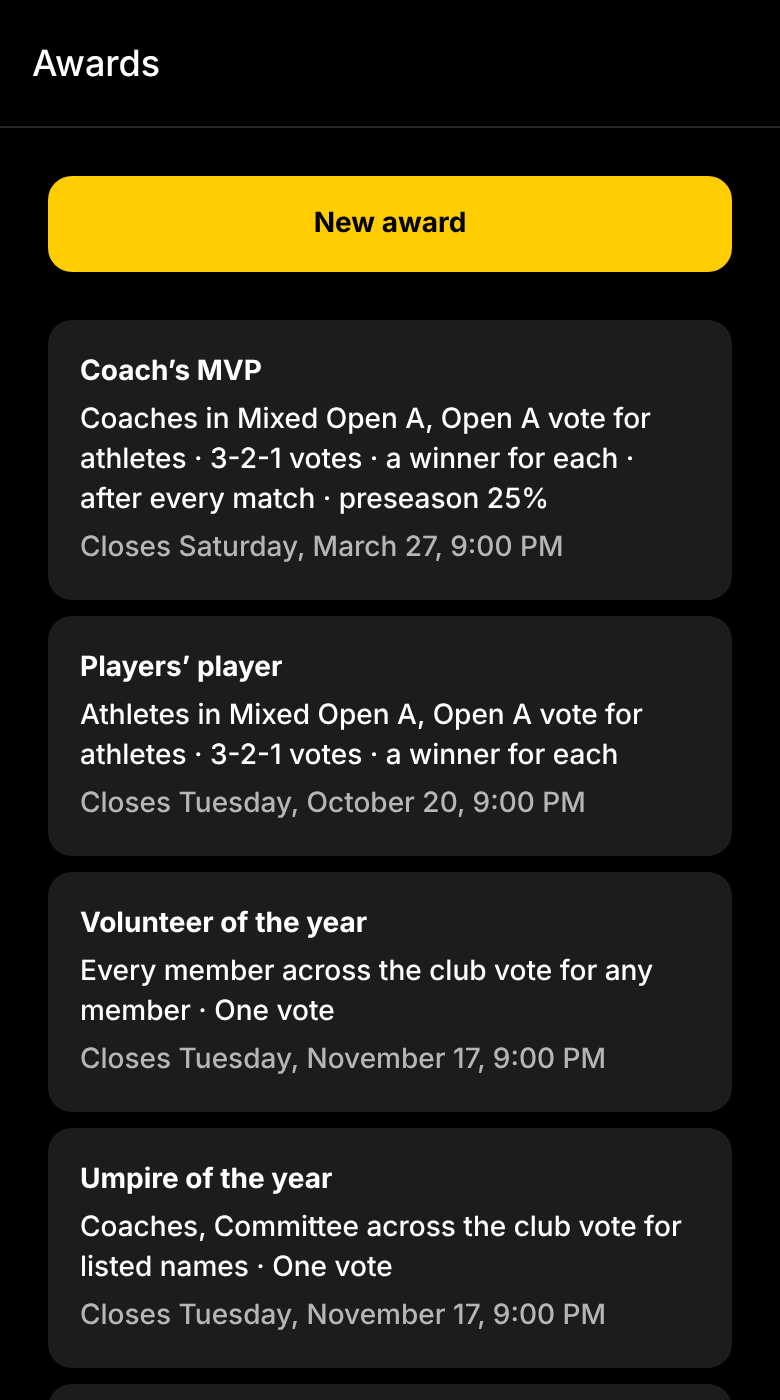 Awards
New award
Coach’s MVP
Coaches in Mixed Open A, Open A vote for
athletes · 3-2-1 votes · a winner for each ·
after every match · preseason 25%
Closes Saturday, March 27, 9:00 PM
Players’ player
Athletes in Mixed Open A, Open A vote for
athletes · 3-2-1 votes · a winner for each
Closes Tuesday, October 20, 9:00 PM
Volunteer of the year
Every member across the club vote for any
member · One vote
Closes Tuesday, November 17, 9:00 PM
Umpire of the year
Coaches, Committee across the club vote for
listed names · One vote
Closes Tuesday, November 17, 9:00 PM